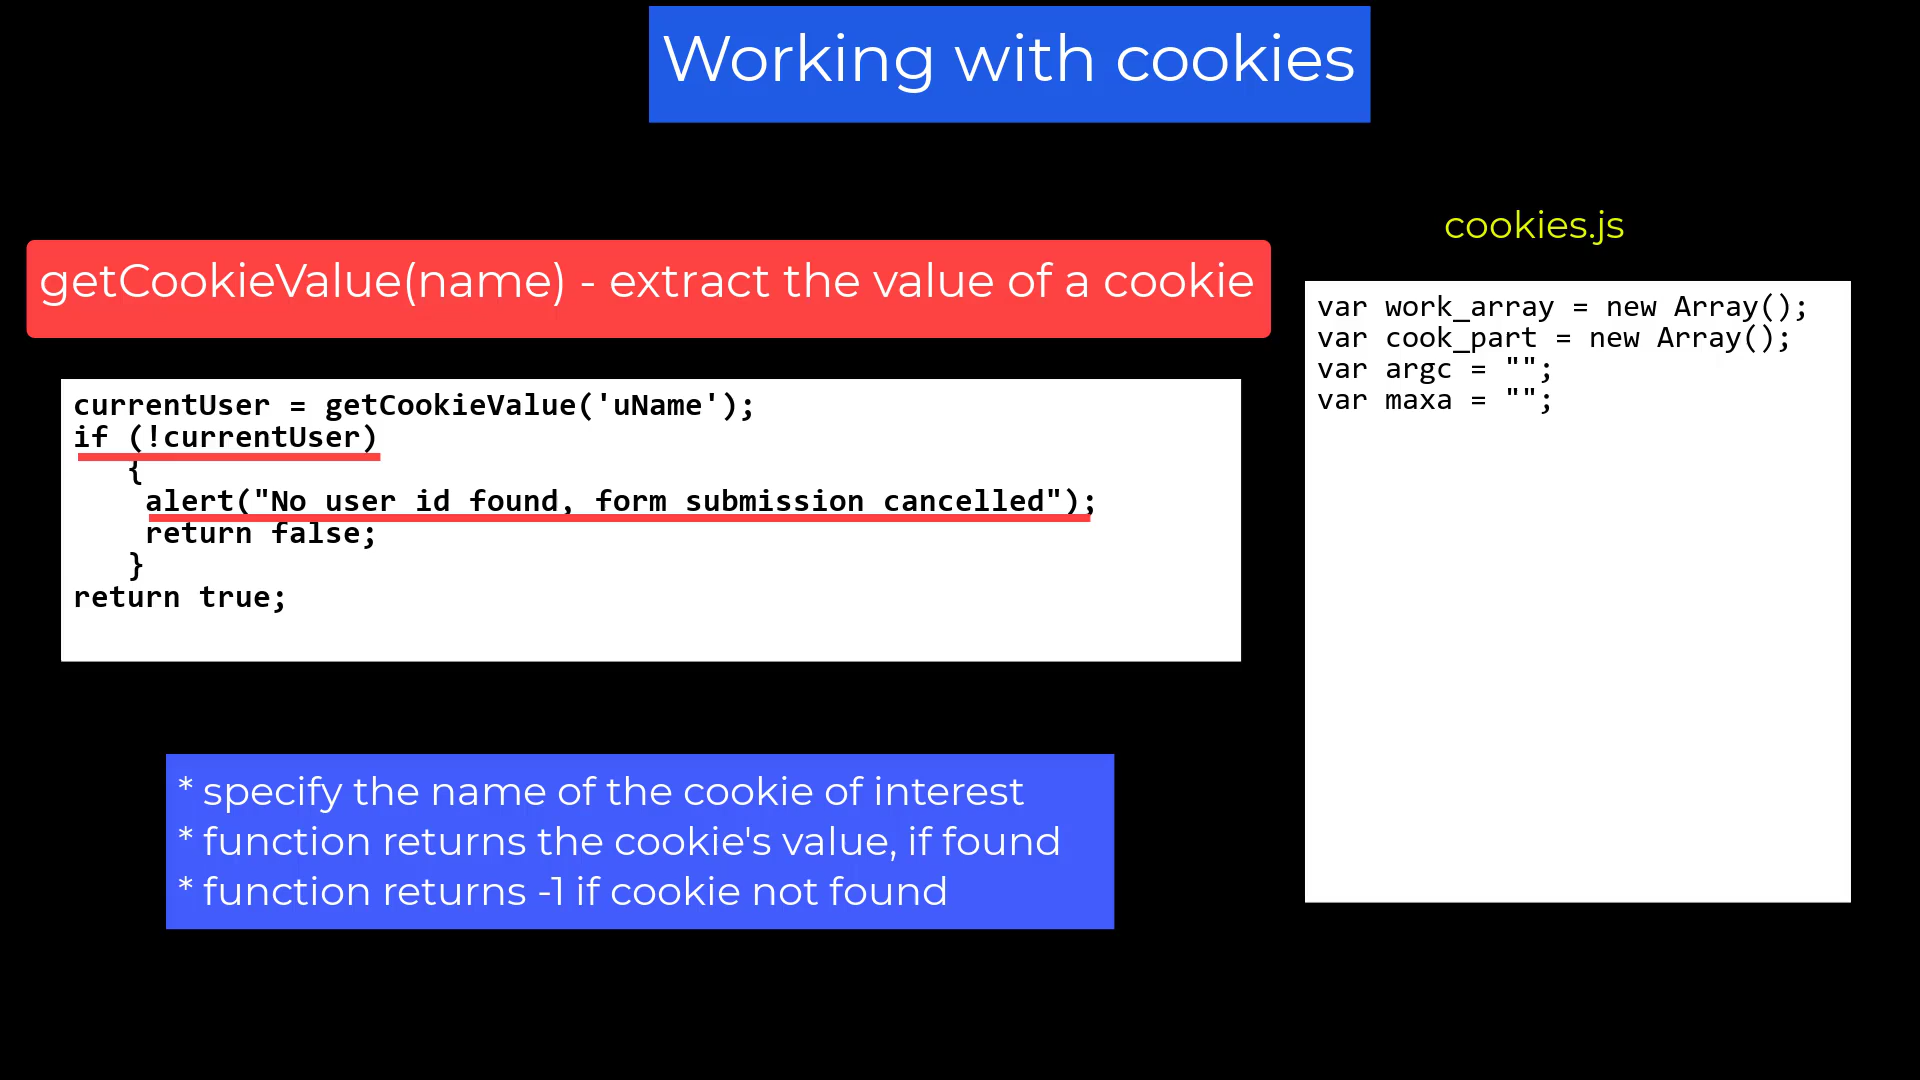 Working with cookies
getCookieValue(name) - extract the value of a cookie
currentUser = getCookieValue('uName');
if (!currentUser)
{
alert("No user id found, form submission cancelled");
return false;
}
return true;
* specify the name of the cookie of interest
* function returns the cookie's value, if found
* function returns -1 if cookie not found
cookies.js
var work_array = new Array();
var cook_part = new Array();
var argc = "";
var maxa = "";